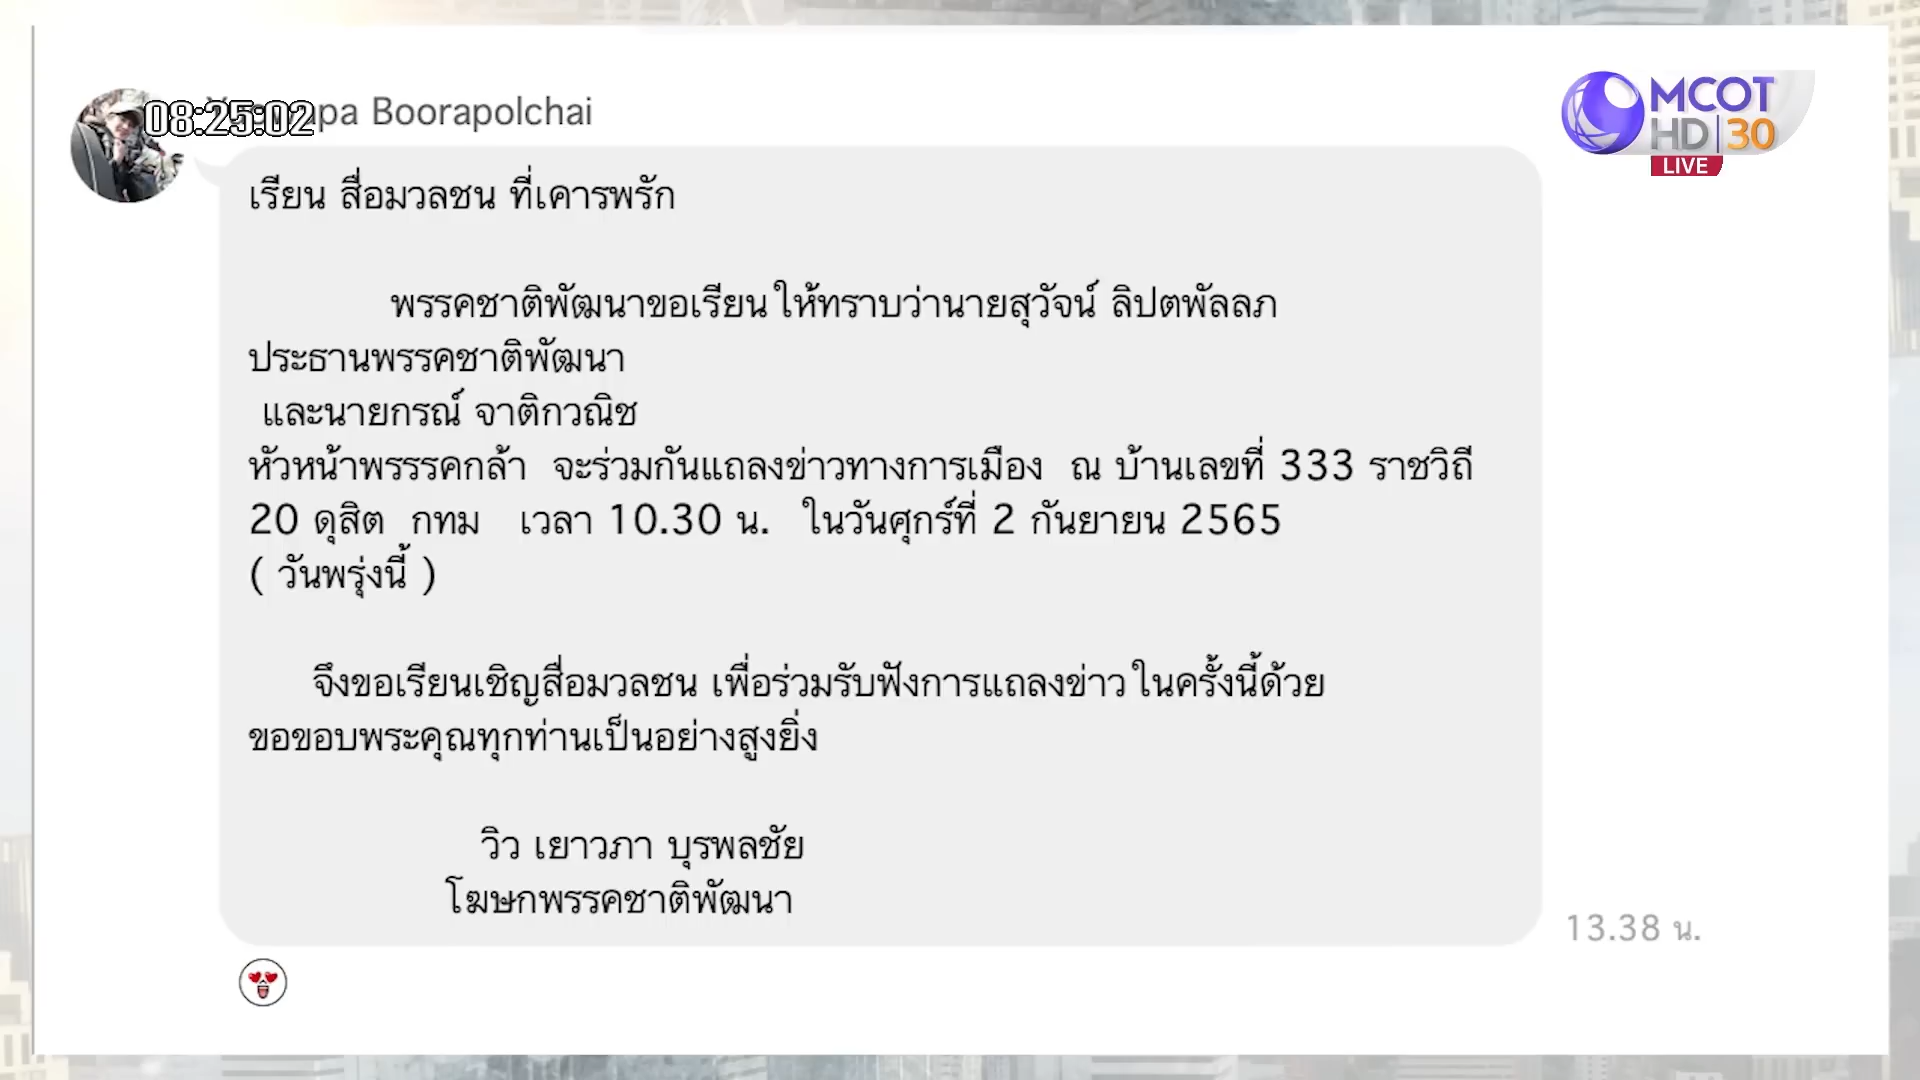 08:25:02
apa Boorapolchai
MCOT
HD 30
LIVE
เรียน สื่อมวลชน ที่เคารพรัก
พรรคชาติพัฒนาขอเรียนให้ทราบว่านายสุวัจน์ ลิปตพัลลภ
ประธานพรรคชาติพัฒนา
และนายกรณ์ จาติกวณิช
หัวหน้าพรรรคกล้า จะร่วมกันแถลงข่าวทางการเมือง ณ บ้านเลขที่ 333 ราชวิถี
20 ดุสิต กทม เวลา 10.30 น. ในวันศุกร์ที่ 2 กันยายน 2565
( วันพรุ่งนี้ )
จึงขอเรียนเชิญสื่อมวลชน เพื่อร่วมรับฟังการแถลงข่าวในครั้งนี้ด้วย
ขอขอบพระคุณทุกท่านเป็นอย่างสูงยิ่ง
วิว เยาวภา บุรพลชัย
โฆษกพรรคชาติพัฒนา
13.38 น.